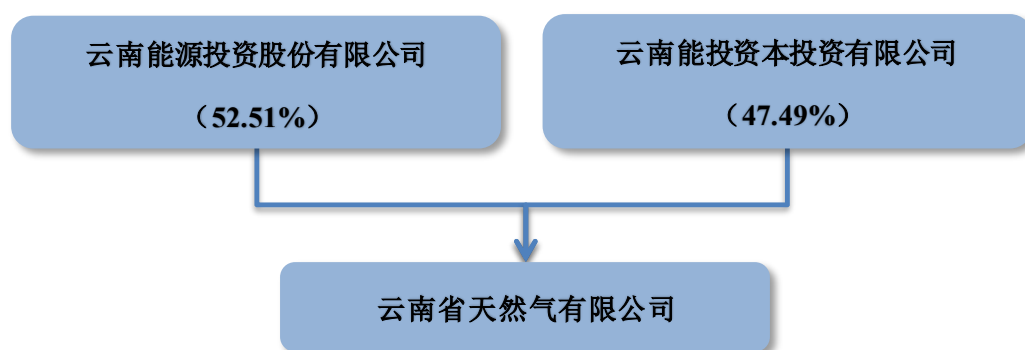 云南能源投资股份有限公司
（52.51%）
云南能投资本投资有限公司
（47.49%）
云南省天然气有限公司